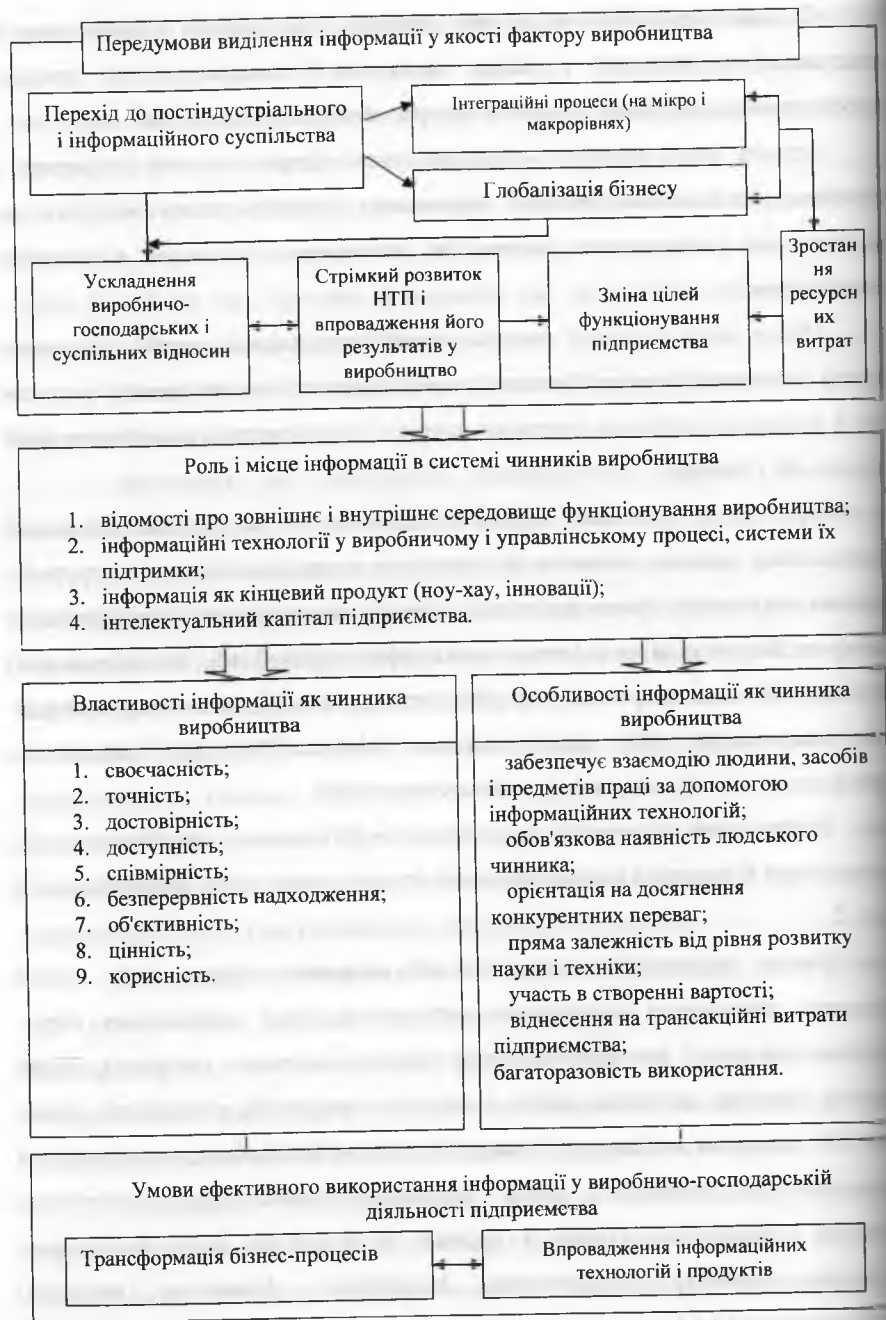 Передумови виділення інформації у якості фактору виробництва
Перехід до постіндустріального
і інформаційного суспільства
Інтеграційні процеси (на мікро і
макрорівнях)
Глобалізація бізнесу
Ускладнення
виробничо-
господарських і
суспільних відносин
Стрімкий розвиток
НТП і
впровадження його
результатів у
виробництво
Зміна цілей
функціонування
підприємства
Зростан
ня
ресурсн
их
витрат
Роль і місце інформації в системі чинників виробництва
1. відомості про зовнішнє і внутрішнє середовище функціонування виробництва;
2. інформаційні технології у виробничому і управлінському процесі, системи їх
підтримки;
3. інформація як кінцевий продукт (ноу-хау, інновації);
4. інтелектуальний капітал підприємства.
Властивості інформації як чинника
виробництва
1. своєчасність;
2. точність;
3. достовірність;
4. доступність;
5. співмірність;
6. безперервність надходження;
7. об'єктивність;
8. цінність;
9. корисність.
Особливості інформації як чинника
виробництва
забезпечує взаємодію людини, засобів
і предметів праці за допомогою
інформаційних технологій;
обов'язкова наявність людського
чинника;
орієнтація на досягнен
конкурентних переваг;
пряма залежність від рівня розвитку
науки і техніки;
участь в створенні вартості;
віднесення на трансакційні витрати
підприємства;
багаторазовість використання.
Умови ефективного використання інформації у виробничо-господарській
діяльності підприємства
Трансформація бізнес-процесів
Впровадження інформаційних
технологій і продуктів